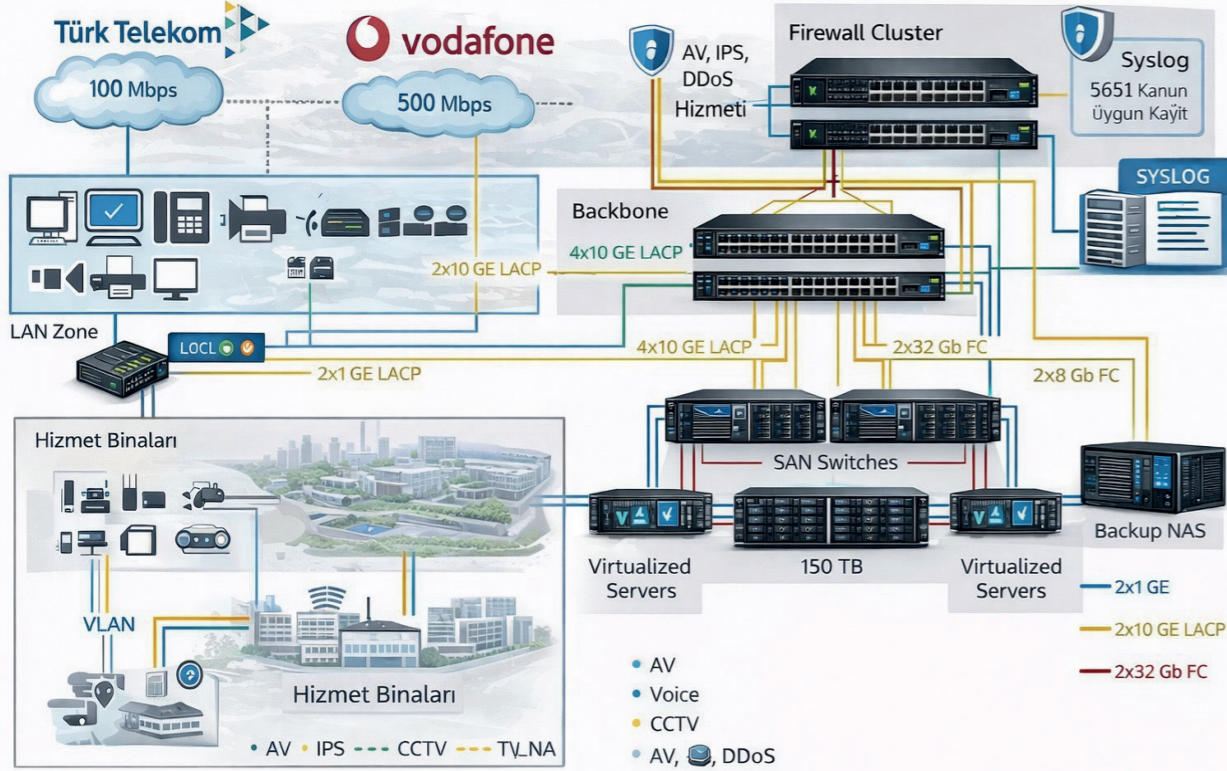 Türk Telekom
vodafone
100 Mbps
500 Mbps
AV, IPS,
DDoS
Hizmeti
Firewall Cluster
Syslog
5651 Kanun
Üygun Kayit
SYSLOG
Backbone
4x10 GE LACP
2x10 GE LACP
LAN Zone
LOCL
4x10 GE LACP
2x32 Gb FC
2x1 GE LACP
2x8 Gb FC
Hizmet Binaları
SAN Switches
Backup NAS
Virtualized
Servers
150 TB
Virtualized
Servers
2x1 GE
2x10 GE LACP
2x32 Gb FC
VLAN
Hizmet Binaları
AV
Voice
CCTV
AV, DDoS
AV IPS CCTV TV_NA